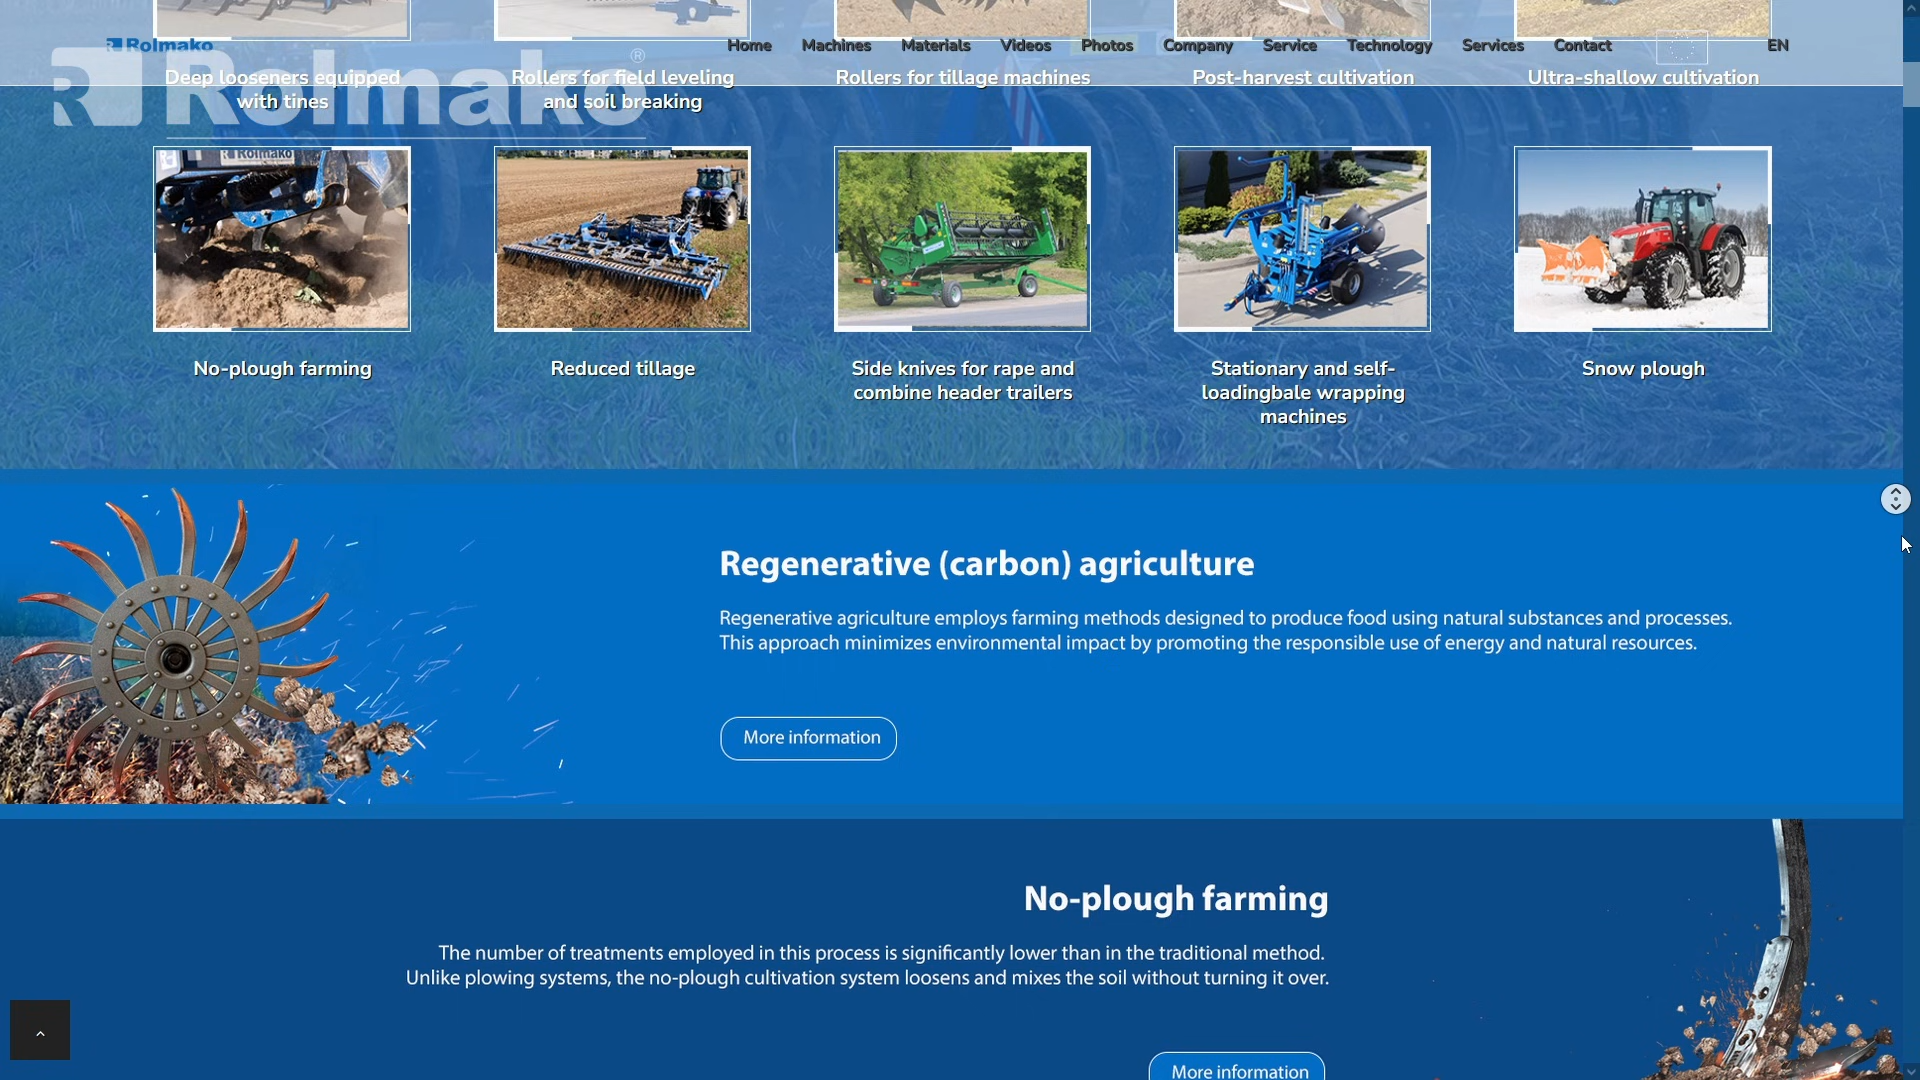 Rolmako
Home
Machines
Materials
Videos
Photos
Company
Service
Technology
Services
Contact
EN
Rolmako®
Deep looseners equipped
with tines
Rollers for field leveling
and soil breaking
Rollers for tillage machines
Post-harvest cultivation
Ultra-shallow cultivation
Rolmako
No-plough farming
Reduced tillage
Side knives for rape and
combine header trailers
Stationary and self-
loadingbale wrapping
machines
Snow plough
Regenerative (carbon) agriculture
Regenerative agriculture employs farming methods designed to produce food using natural substances and processes.
This approach minimizes environmental impact by promoting the responsible use of energy and natural resources.
More information
No-plough farming
The number of treatments employed in this process is significantly lower than in the traditional method.
Unlike plowing systems, the no-plough cultivation system loosens and mixes the soil without turning it over.
More information